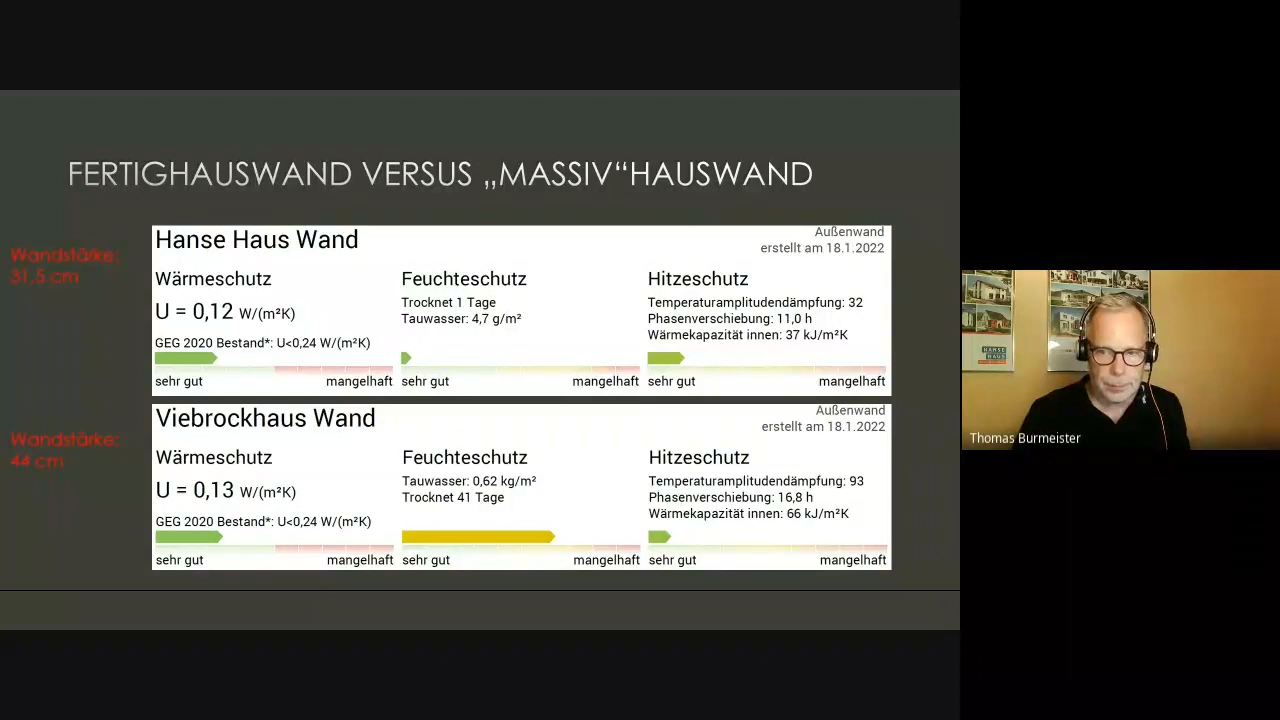 FERTIGHAUSWAND VERSUS „MASSIV“HAUSWAND
Wandstärke:
31,5 cm
Hanse Haus Wand
Außenwand
erstellt am 18.1.2022
Wärmeschutz
U = 0,12 W/(m²K)
GEG 2020 Bestand*: U<0,24 W/(m²K)
sehr gut
mangelhaft
Feuchteschutz
Trocknet 1 Tage
Tauwasser: 4,7 g/m²
sehr gut
mangelhaft
Hitzeschutz
Temperaturamplitudendämpfung: 32
Phasenverschiebung: 11,0 h
Wärmekapazität innen: 37 kJ/m²K
sehr gut
mangelhaft
Wandstärke:
44 cm
Viebrockhaus Wand
Außenwand
erstellt am 18.1.2022
Wärmeschutz
U = 0,13 W/(m²K)
GEG 2020 Bestand*: U<0,24 W/(m²K)
sehr gut
mangelhaft
Feuchteschutz
Tauwasser: 0,62 kg/m²
Trocknet 41 Tage
sehr gut
mangelhaft
Hitzeschutz
Temperaturamplitudendämpfung: 93
Phasenverschiebung: 16,8 h
Wärmekapazität innen: 66 kJ/m²K
sehr gut
mangelhaft
HANSE
HAUS
Thomas Burmeister